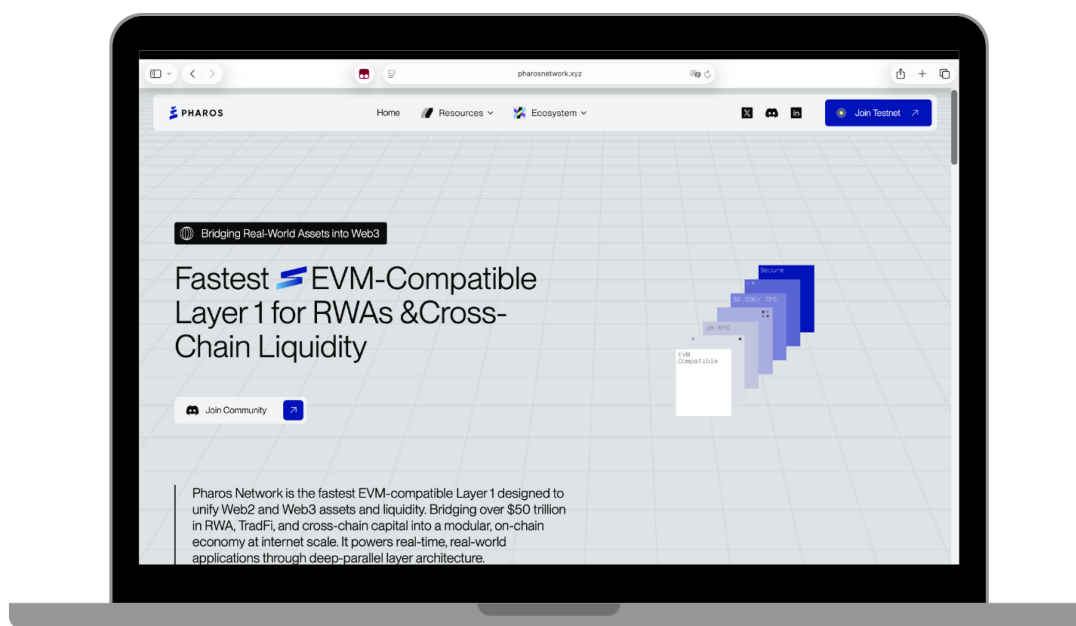 pharosnetwork.xyz
PHAROS
Home
Resources
Ecosystem
Join Testnet
Bridging Real-World Assets into Web3
Fastest EVM-Compatible
Layer 1 for RWAs &Cross-
Chain Liquidity
Secure
30,000+ TPS
zk-KYC
EVM
Compatible
Join Community
Pharos Network is the fastest EVM-compatible Layer 1 designed to
unify Web2 and Web3 assets and liquidity. Bridging over $50 trillion
in RWA, TradFi, and cross-chain capital into a modular, on-chain
economy at internet scale. It powers real-time, real-world
applications through deep-parallel layer architecture.